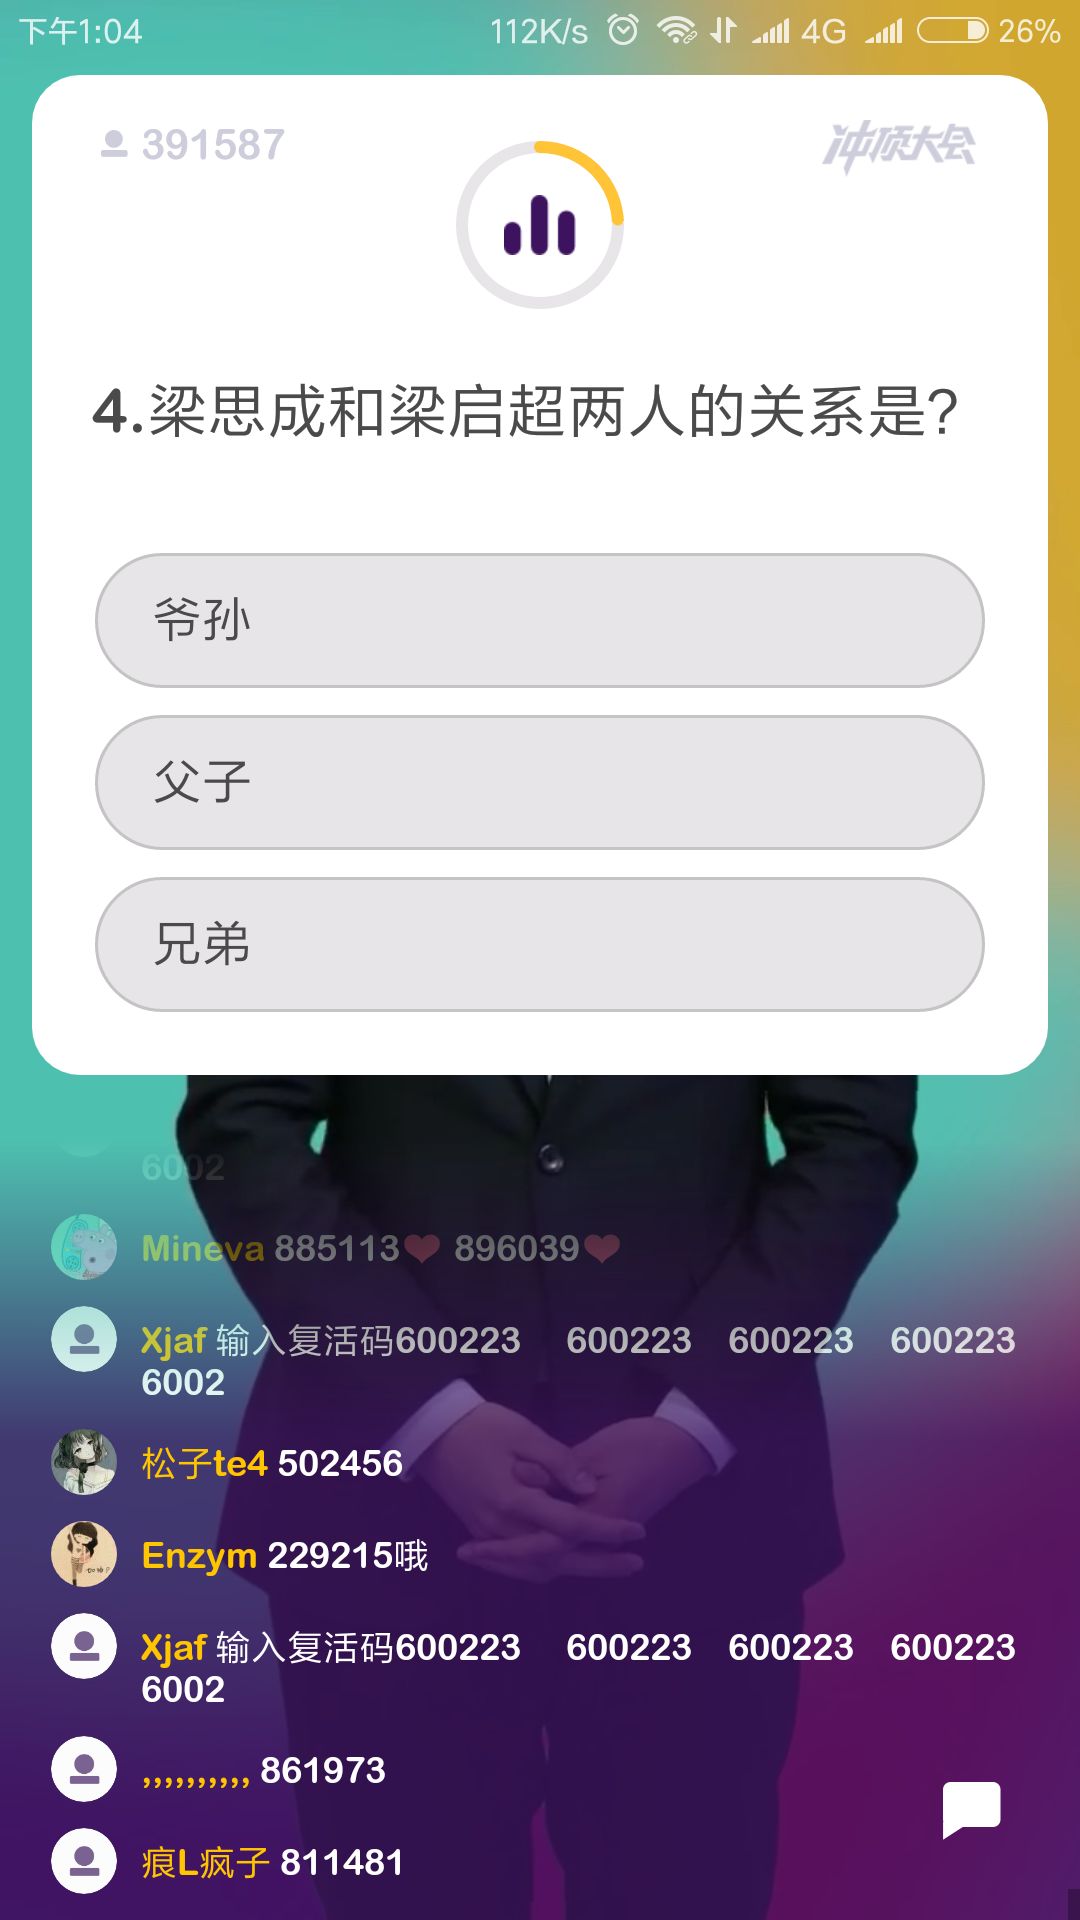 下午1:04 112K/s 4G 26%
391587 冲顶大会
4.梁思成和梁启超两人的关系是?
爷孙
父子
兄弟
6002
Mineva 885113❤ 896039❤
Xjaf 输入复活码600223 600223 600223 600223
6002
松子te4 502456
Enzym 229215哦
Xjaf 输入复活码600223 600223 600223 600223
6002
,,,,,,,,,, 861973
痕L疯子 811481